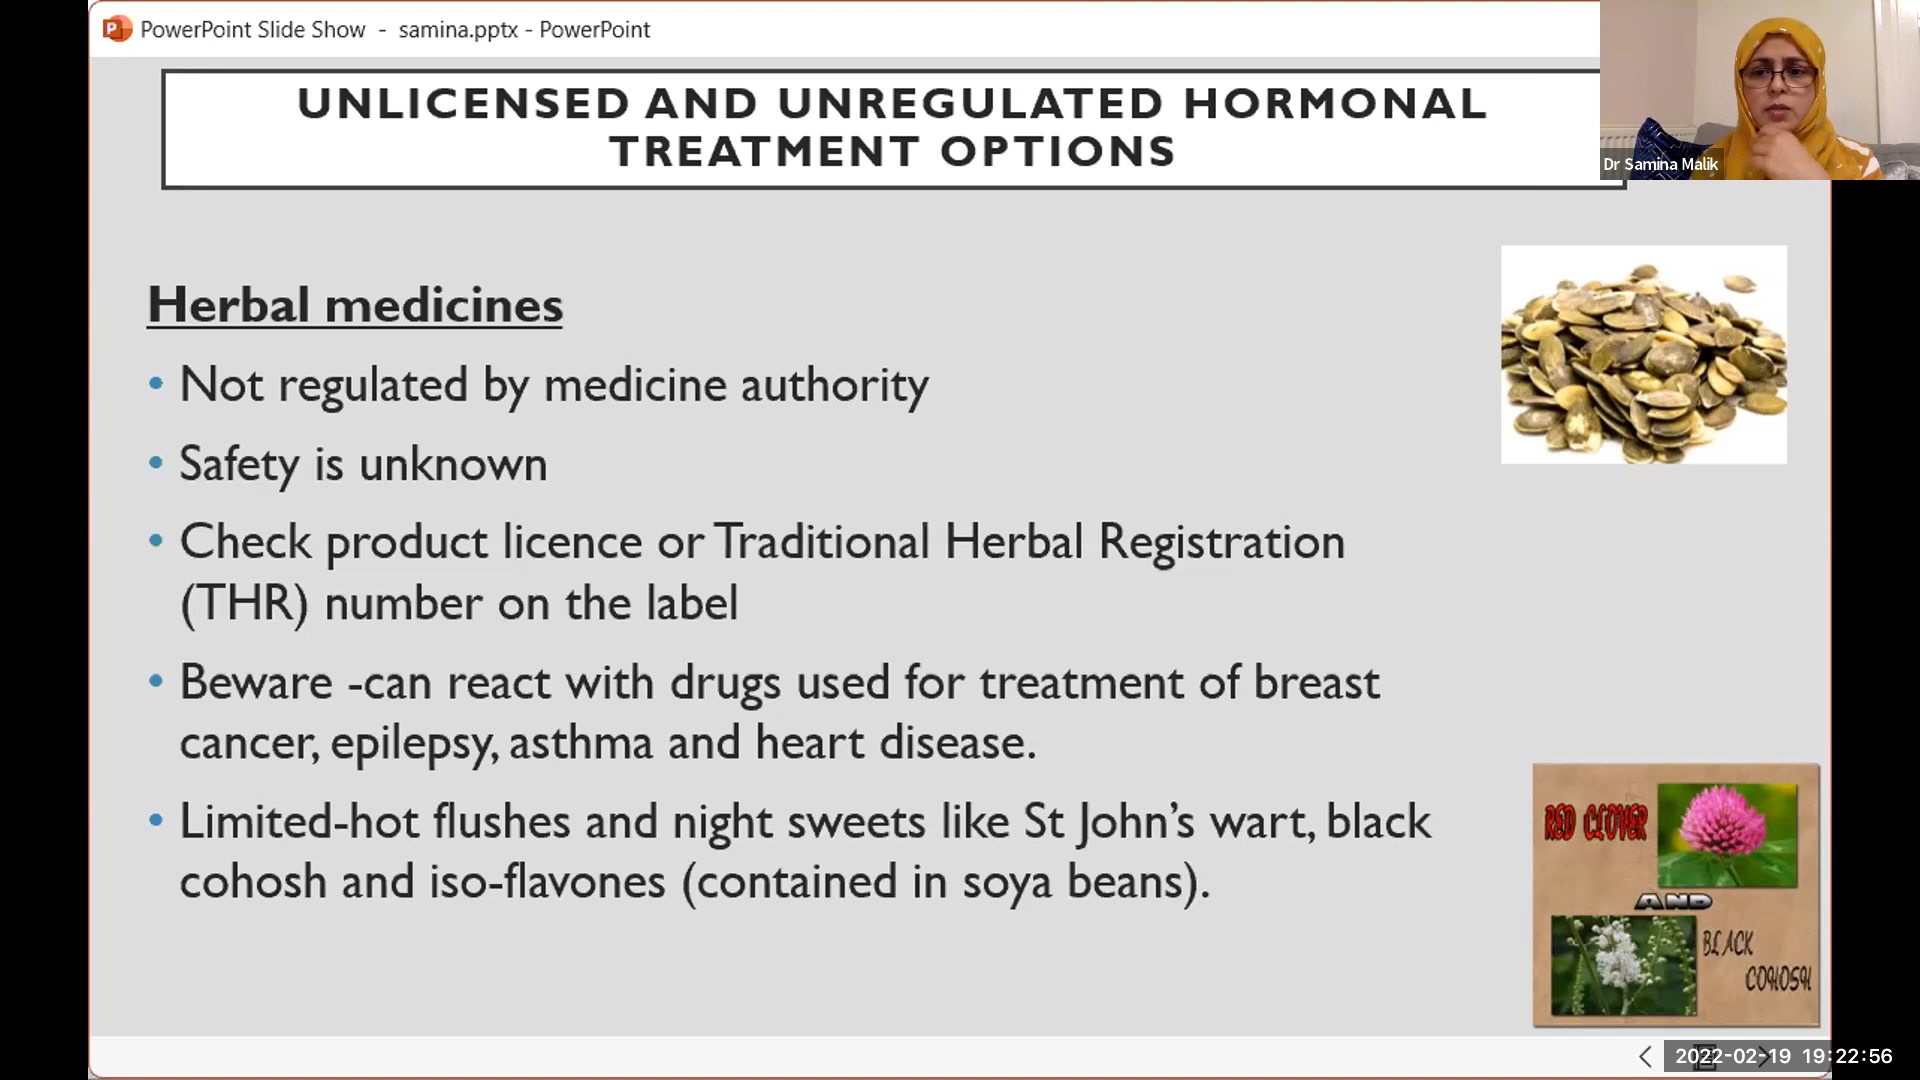 PowerPoint Slide Show - samina.pptx - PowerPoint
UNLICENSED AND UNREGULATED HORMONAL
TREATMENT OPTIONS
Dr Samina Malik
Herbal medicines
• Not regulated by medicine authority
• Safety is unknown
• Check product licence or Traditional Herbal Registration
(THR) number on the label
• Beware -can react with drugs used for treatment of breast
cancer, epilepsy, asthma and heart disease.
• Limited-hot flushes and night sweets like St John's wart, black
cohosh and iso-flavones (contained in soya beans).
RED CLOVER
AND
BLACK
COHOSH
2022-02-19 19:22:56